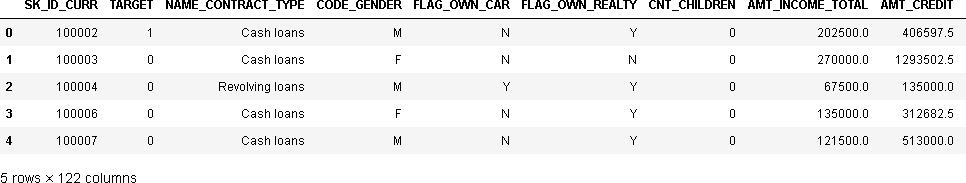 SK_ID_CURR TARGET NAME_CONTRACT_TYPE CODE_GENDER FLAG_OWN_CAR FLAG_OWN_REALTY CNT_CHILDREN AMT_INCOME_TOTAL AMT_CREDIT
0 100002 1 Cash loans M N Y 0 202500.0 406597.5
1 100003 0 Cash loans F N N 0 270000.0 1293502.5
2 100004 0 Revolving loans M Y Y 0 67500.0 135000.0
3 100006 0 Cash loans F N Y 0 135000.0 312682.5
4 100007 0 Cash loans M N Y 0 121500.0 513000.0
5 rows × 122 columns